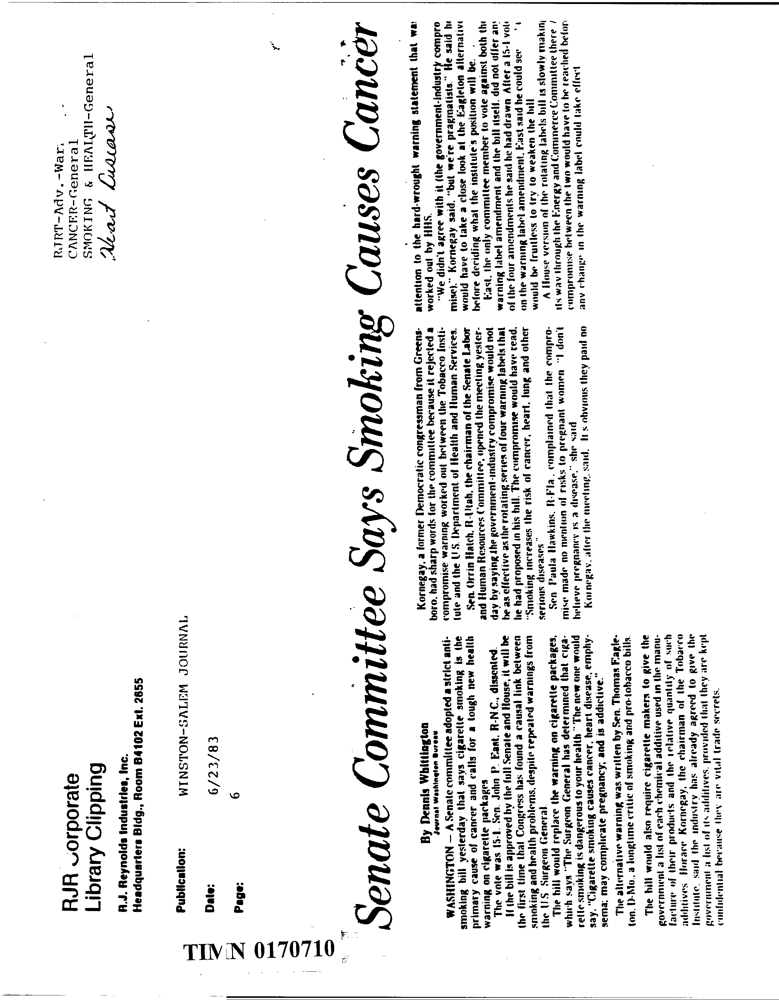 RJR Corporate
Library Clipping
R.J. Reynolds Industries, Inc.
Headquarters Bldg., Room B4102 Ext. 2655
Publication: WINSTON-SALEM JOURNAL
Date: 6/23/83
Page: 6
RJRT-Adv.-War.
CANCER-General
SMOKING & HEALTH-General
Heart Disease
Senate Committee Says Smoking Causes Cancer
By Dennis Whittington
Journal Washington Bureau
WASHINGTON — A Senate committee adopted a strict anti-
smoking bill yesterday that says cigarette smoking is the
primary cause of cancer and calls for a tough new health
warning on cigarette packages
The vote was 15-1. Sen. John P. East, R-N.C., dissented.
If the bill is approved by the full Senate and House, it will be
the first time that Congress has found a causal link between
smoking and health problems, despite repeated warnings from
the U.S. Surgeon General
The bill would replace the warning on cigarette packages,
which says "The Surgeon General has determined that ciga-
rette smoking is dangerous to your health." The new one would
say, "Cigarette smoking causes cancer, heart disease, emphy-
sema; may complicate pregnancy, and is addictive."
The alternative warning was written by Sen. Thomas Eagle-
ton, D-Mo., a longtime critic of smoking and pro-tobacco bills.
The bill would also require cigarette makers to give the
government a list of each chemical additive used in the manu-
facture of their products and the relative quantity of such
additives. Horace Kornegay, the chairman of the Tobacco
Institute, said the industry has already agreed to give the
government a list of its additives, provided that they are kept
confidential because they are vital trade secrets.
Kornegay, a former Democratic congressman from Greens-
boro, had sharp words for the committee because it rejected a
compromise warning worked out between the Tobacco Insti-
tute and the U.S. Department of Health and Human Services.
Sen. Orrin Hatch, R-Utah, the chairman of the Senate Labor
and Human Resources Committee, opened the meeting yester-
day by saying the government-industry compromise would not
be as effective as the rotating series of four warning labels that
he had proposed in his bill. The compromise would have read,
"Smoking increases the risk of cancer, heart, lung and other
serious diseases"
Sen. Paula Hawkins, R-Fla., complained that the compro-
mise made no mention of risks to pregnant women "I don't
believe pregnancy is a disease," she said
Kornegay, after the meeting, said, It's obvious they paid no
attention to the hard-wrought warning statement that was
worked out by HHS.
"We didn't agree with it (the government-industry compro
mise)," Kornegay said, "but we're pragmatists." He said he
would have to take a close look at the Eagleton alternative
before deciding what the institute's position will be.
East, the only committee member to vote against both the
warning label amendment and the bill itself, did not offer any
of the four amendments he said he had drawn After a 15-1 vote
on the warning label amendment, East said he could see
would be fruitless to try to weaken the bill
A House version of the rotating labels bill is slowly making
its way through the Energy and Commerce Committee there
compromise between the two would have to be reached before
any change in the warning label could take effect
TIMN 0170710